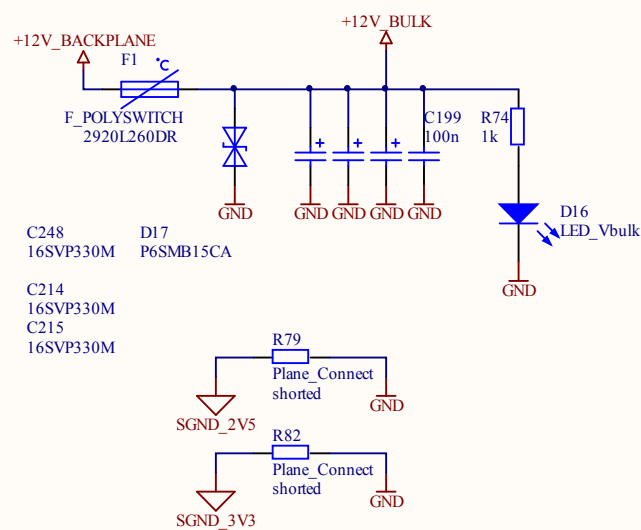 +12V_BULK
+12V_BACKPLANE
F1
°C
F_POLYSWITCH
2920L260DR
+
+
+
C199
100n
R74
1k
GND
GND
GND
GND
GND
D16
LED_Vbulk
GND
C248
16SVP330M
D17
P6SMB15CA
C214
16SVP330M
C215
16SVP330M
R79
Plane_Connect
shorted
SGND_2V5
GND
R82
Plane_Connect
shorted
SGND_3V3
GND